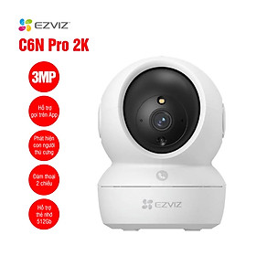 EZVIZ
C6N Pro 2K
3MP
Hỗ trợ
gọi trên App
Phát hiện
con người
thú cưng
Đàm thoại
2 chiều
Hỗ trợ
thẻ nhớ
512Gb
EZVIZ